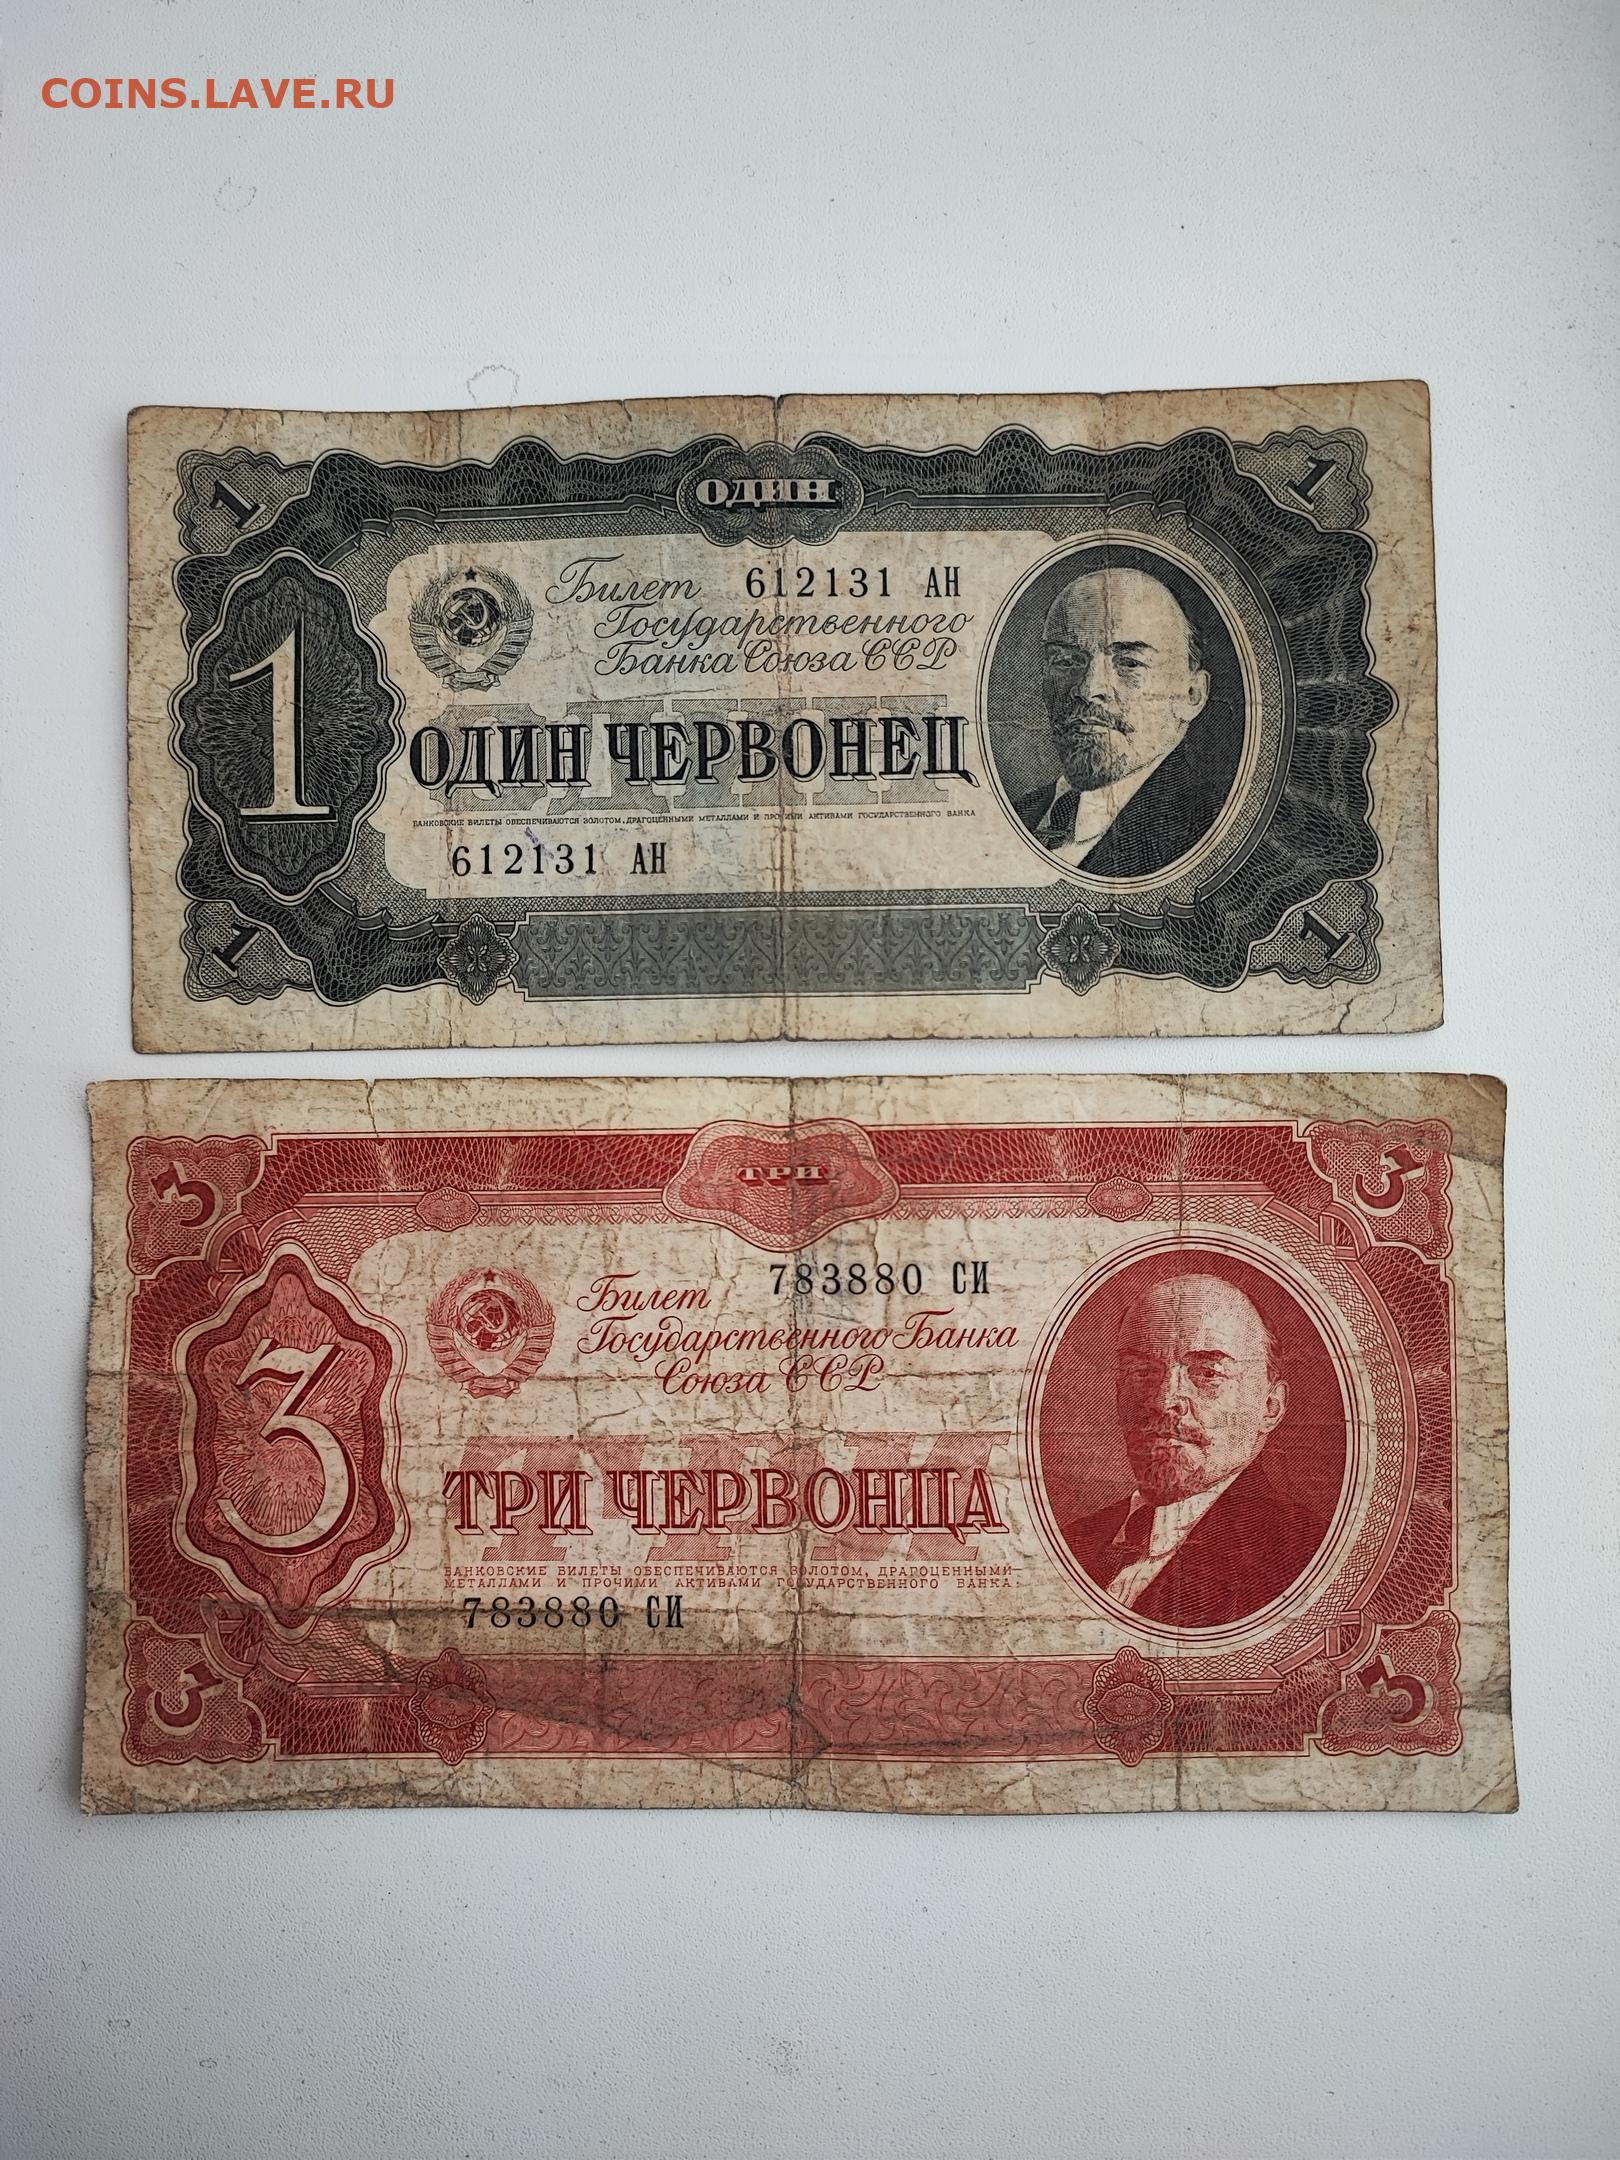 COINS.LAVE.RU
1
1
ОДИН
Билет 612131 АН
Государственного
Банка Союза ССР
1
ОДИН
ОДИН ЧЕРВОНЕЦ
БАНКОВСКИЕ БИЛЕТЫ ОБЕСПЕЧИВАЮТСЯ ЗОЛОТОМ, ДРАГОЦЕННЫМИ МЕТАЛЛАМИ И ПРОЧИМИ АКТИВАМИ ГОСУДАРСТВЕННОГО БАНКА
612131 АН
1
1
3
3
ТРИ
783880 СИ
Билет
Государственного Банка
Союза ССР
3
ТРИ
ТРИ ЧЕРВОНЦА
БАНКОВСКИЕ БИЛЕТЫ ОБЕСПЕЧИВАЮТСЯ ЗОЛОТОМ, ДРАГОЦЕННЫМИ
МЕТАЛЛАМИ И ПРОЧИМИ АКТИВАМИ ГОСУДАРСТВЕННОГО БАНКА.
783880 СИ
3
3